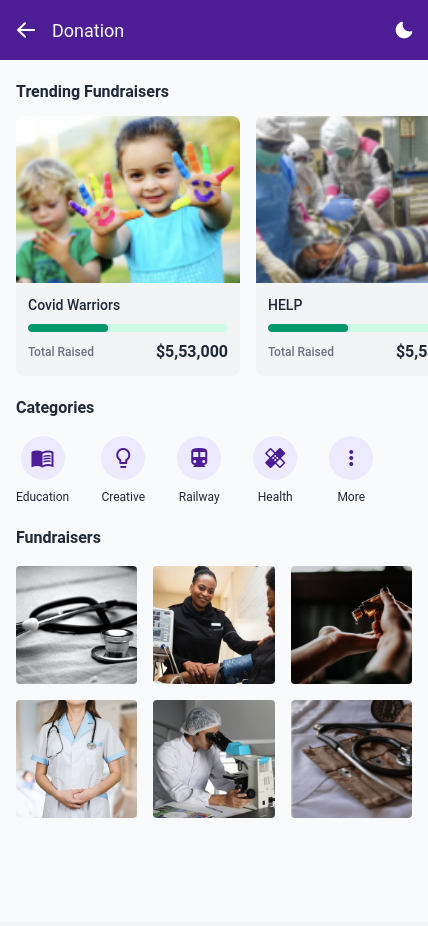 Donation
Trending Fundraisers
Covid Warriors
Total Raised $5,53,000
HELP
Total Raised $5,5
Categories
Education Creative Railway Health More
Fundraisers